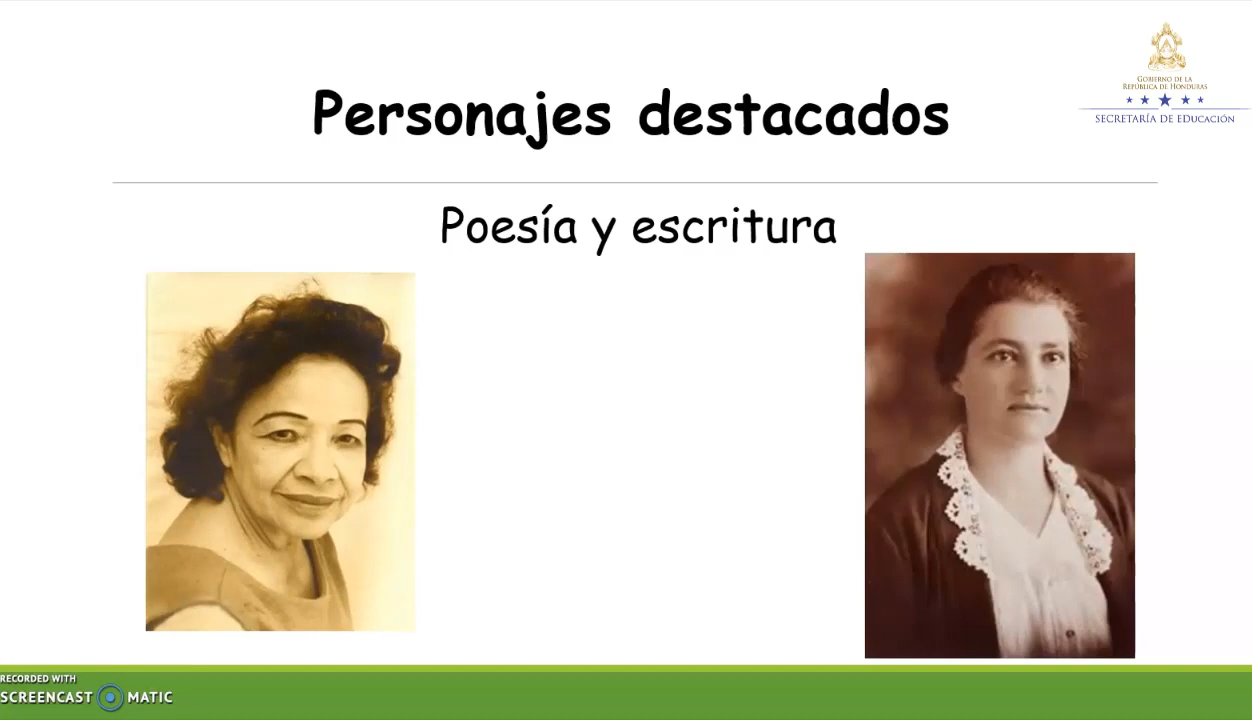 Personajes destacados
GOBIERNO DE LA
REPÚBLICA DE HONDURAS
SECRETARÍA DE EDUCACIÓN
Poesía y escritura
RECORDED WITH
SCREENCAST MATIC